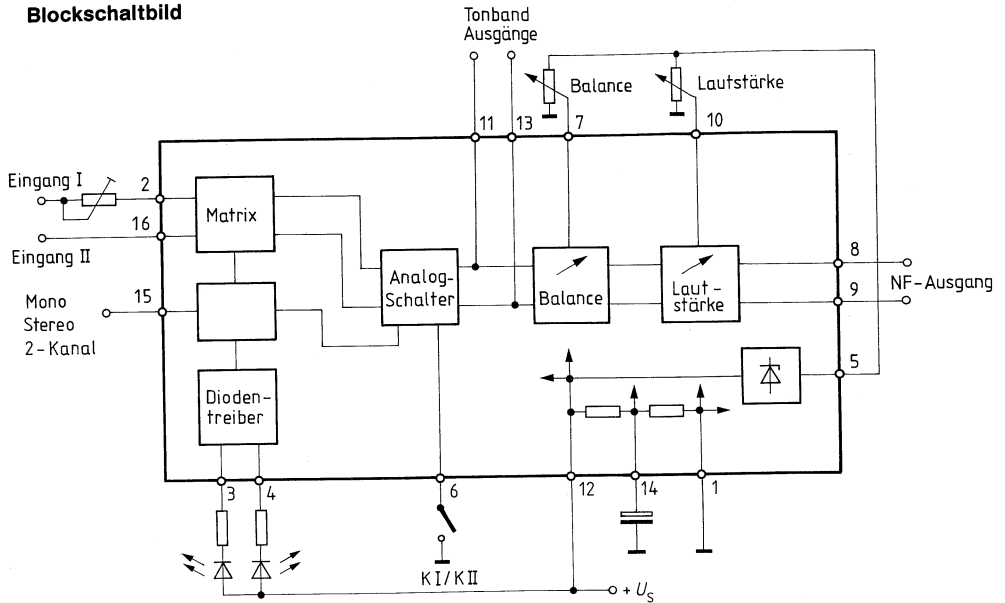 Blockschaltbild
Tonband
Ausgänge
Balance
Lautstärke
11
13
7
10
Eingang I
2
16
Eingang II
Matrix
Analog-
Schalter
Balance
Laut-
stärke
8
9
NF-Ausgang
Mono
Stereo
2-Kanal
15
5
Dioden-
treiber
3
4
6
12
14
1
KI/KII
+ US